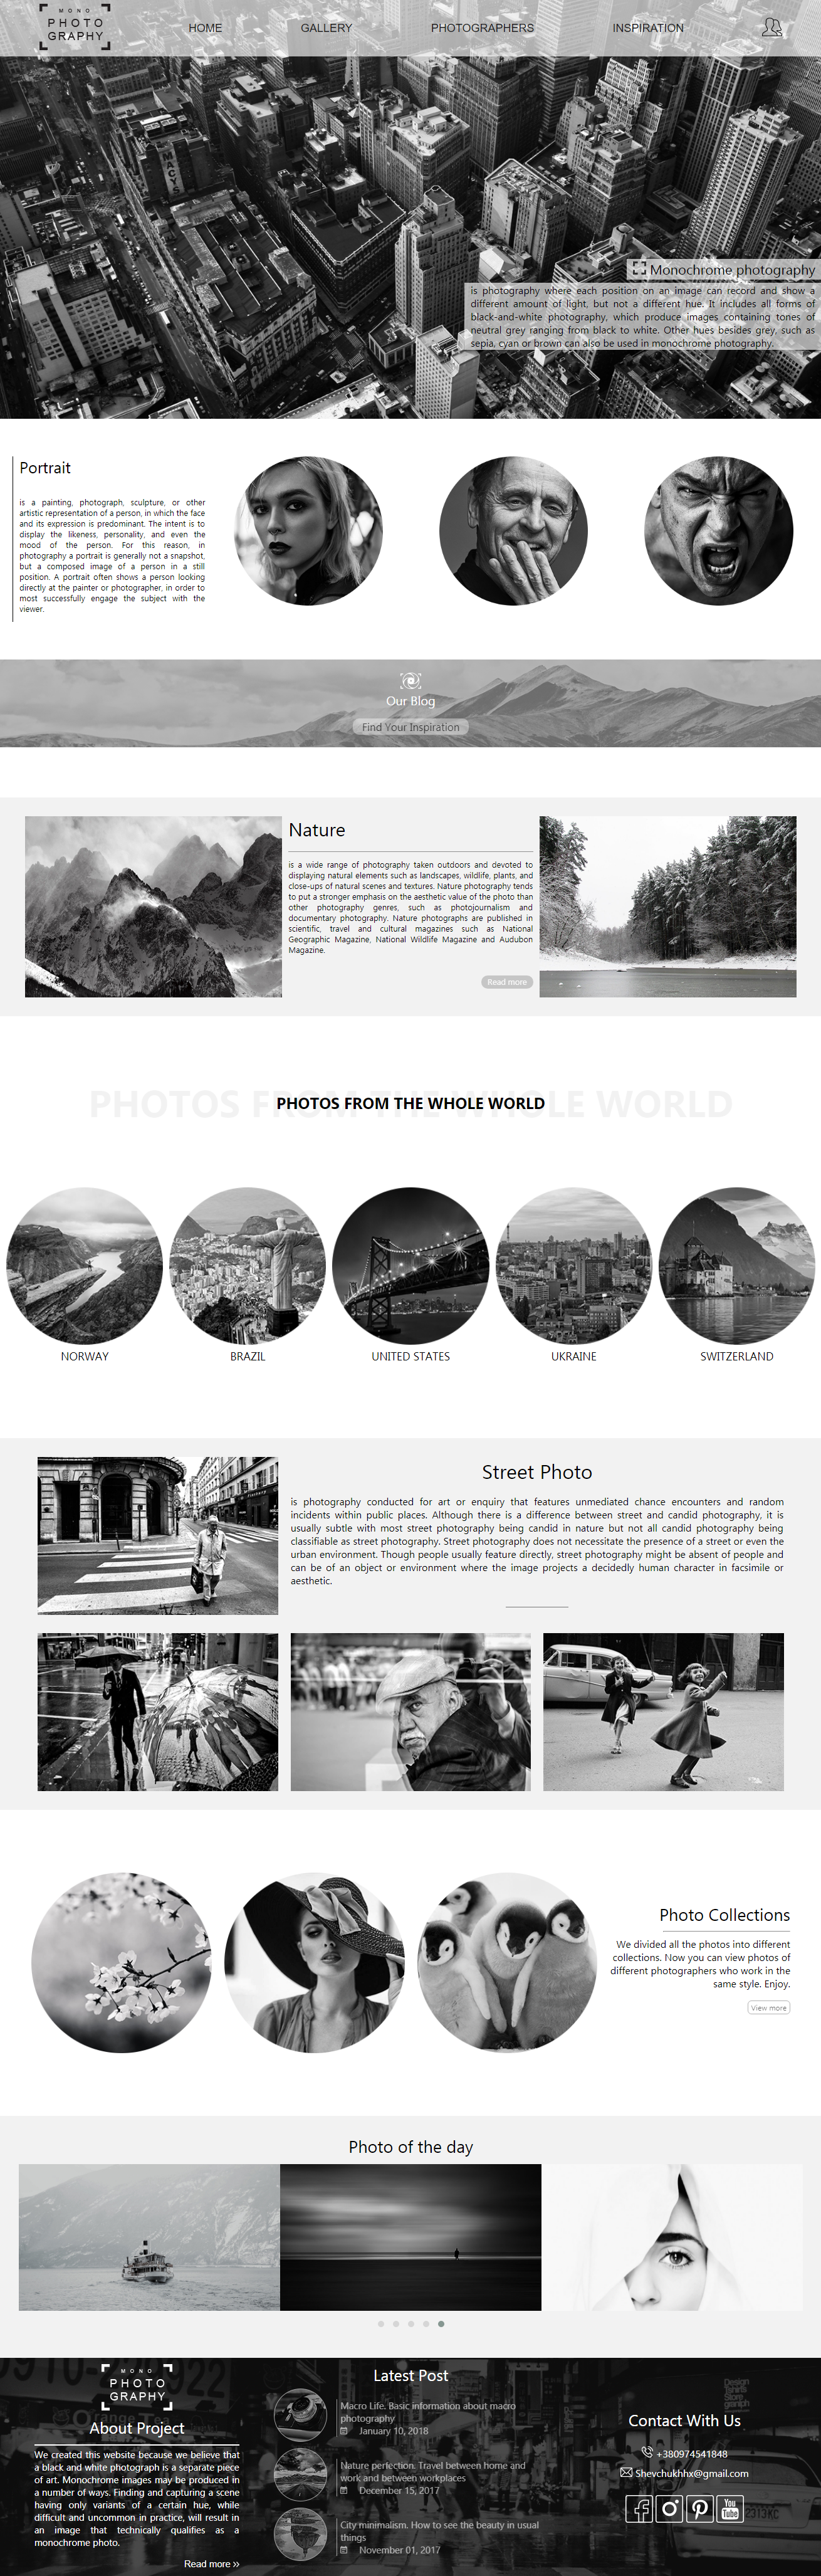 MONO
PHOTO
GRAPHY
HOME
GALLERY
PHOTOGRAPHERS
INSPIRATION
MACYS
Monochrome photography
is photography where each position on an image can record and show a
different amount of light, but not a different hue. It includes all forms of
black-and-white photography, which produce images containing tones of
neutral grey ranging from black to white. Other hues besides grey, such as
sepia, cyan or brown can also be used in monochrome photography.
Portrait
is a painting, photograph, sculpture, or other
artistic representation of a person, in which the face
and its expression is predominant. The intent is to
display the likeness, personality, and even the
mood of the person. For this reason, in
photography a portrait is generally not a snapshot,
but a composed image of a person in a still
position. A portrait often shows a person looking
directly at the painter or photographer, in order to
most successfully engage the subject with the
viewer.
Our Blog
Find Your Inspiration
Nature
is a wide range of photography taken outdoors and devoted to
displaying natural elements such as landscapes, wildlife, plants, and
close-ups of natural scenes and textures. Nature photography tends
to put a stronger emphasis on the aesthetic value of the photo than
other photography genres, such as photojournalism and
documentary photography. Nature photographs are published in
scientific, travel and cultural magazines such as National
Geographic Magazine, National Wildlife Magazine and Audubon
Magazine.
Read more
PHOTOS FROM THE WHOLE WORLD
PHOTOS FROM THE WHOLE WORLD
NORWAY
BRAZIL
UNITED STATES
UKRAINE
SWITZERLAND
Street Photo
is photography conducted for art or enquiry that features unmediated chance encounters and random
incidents within public places. Although there is a difference between street and candid photography, it is
usually subtle with most street photography being candid in nature but not all candid photography being
classifiable as street photography. Street photography does not necessitate the presence of a street or even the
urban environment. Though people usually feature directly, street photography might be absent of people and
can be of an object or environment where the image projects a decidedly human character in facsimile or
aesthetic.
Photo Collections
We divided all the photos into different
collections. Now you can view photos of
different photographers who work in the
same style. Enjoy.
View more
Photo of the day
MONO
PHOTO
GRAPHY
About Project
We created this website because we believe that
a black and white photograph is a separate piece
of art. Monochrome images may be produced in
a number of ways. Finding and capturing a scene
having only variants of a certain hue, while
difficult and uncommon in practice, will result in
an image that technically qualifies as a
monochrome photo.
Read more »
Latest Post
Macro Life. Basic information about macro
photography
January 10, 2018
Nature perfection. Travel between home and
work and between workplaces
December 15, 2017
City minimalism. How to see the beauty in usual
things
November 01, 2017
Contact With Us
+380974541848
Shevchukhhx@gmail.com
You
Tube